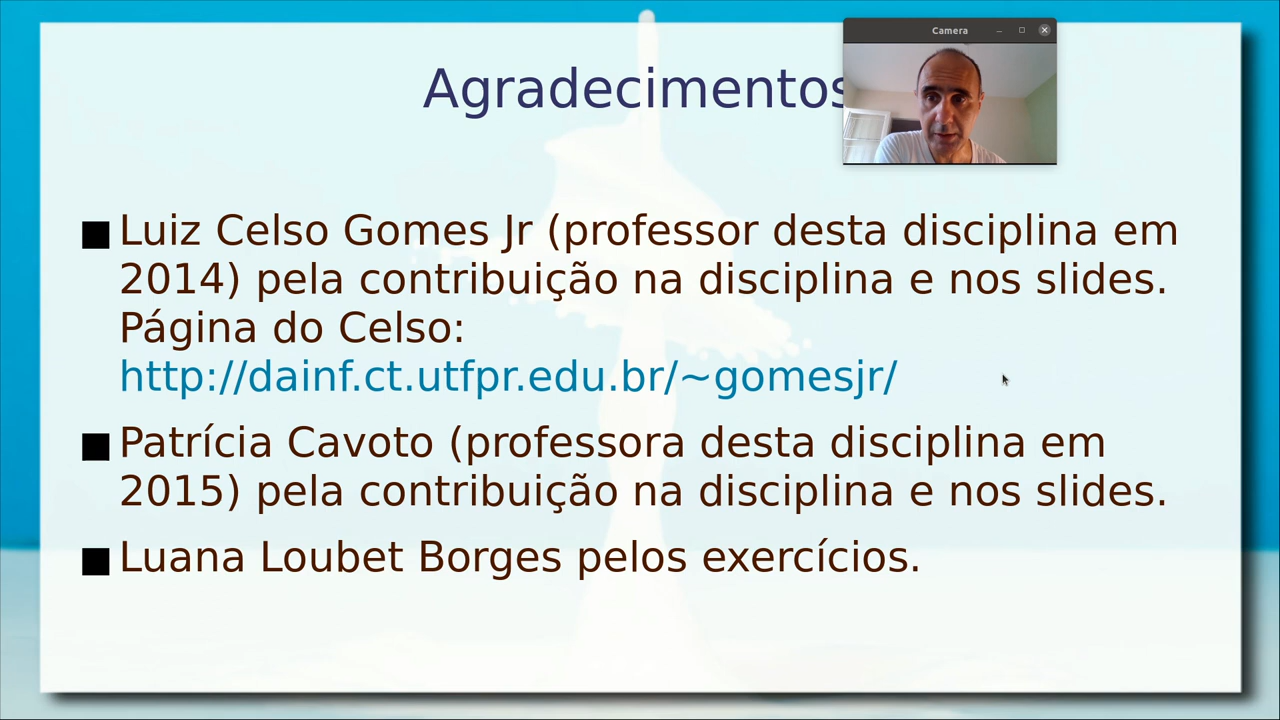 Camera
Agradecimentos
■ Luiz Celso Gomes Jr (professor desta disciplina em
2014) pela contribuição na disciplina e nos slides.
Página do Celso:
http://dainf.ct.utfpr.edu.br/~gomesjr/
■ Patrícia Cavoto (professora desta disciplina em
2015) pela contribuição na disciplina e nos slides.
■ Luana Loubet Borges pelos exercícios.